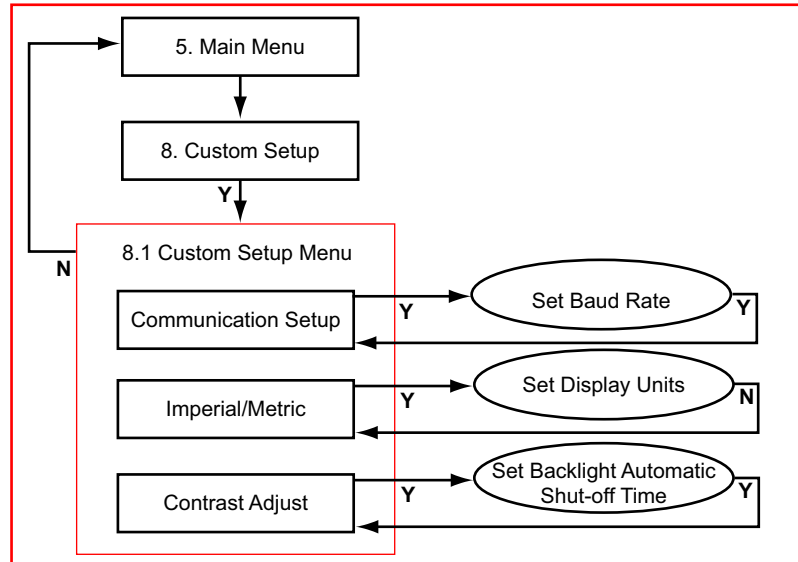 5. Main Menu
8. Custom Setup
Y
N
8.1 Custom Setup Menu
Communication Setup
Y
Set Baud Rate
Y
Imperial/Metric
Y
Set Display Units
N
Contrast Adjust
Y
Set Backlight Automatic
Shut-off Time
Y